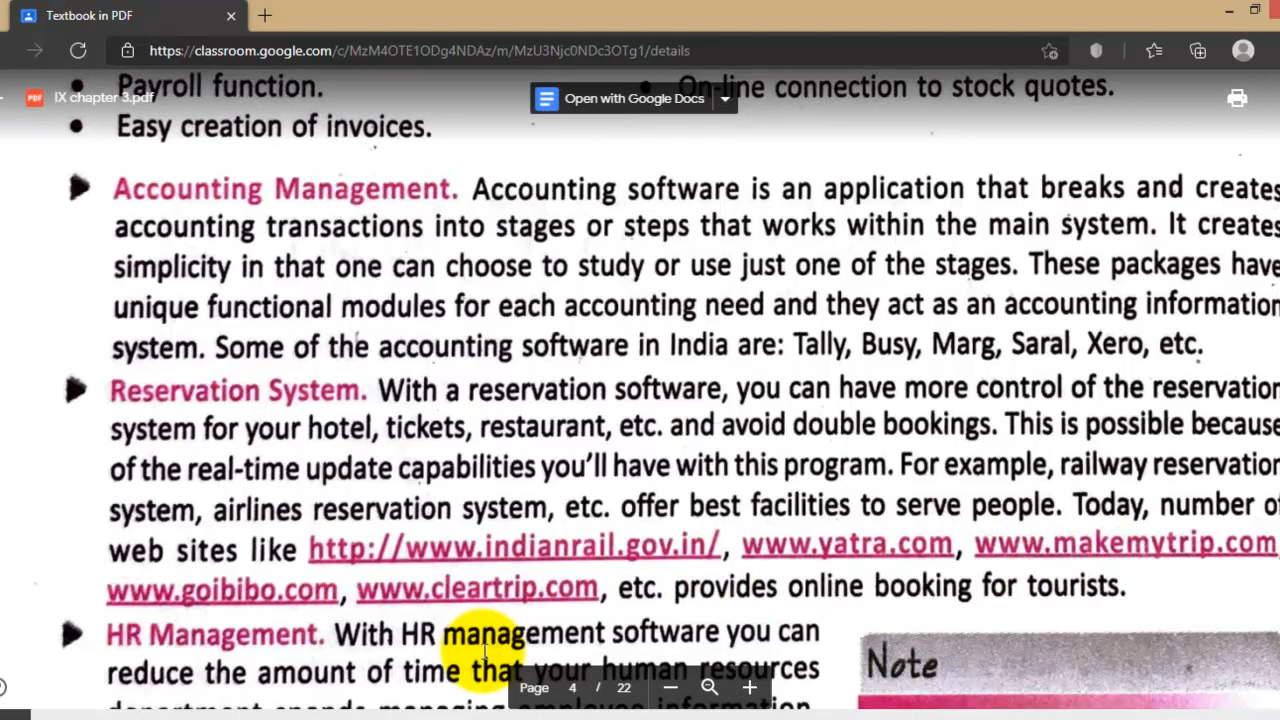 Textbook in PDF
https://classroom.google.com/c/MzM4OTE1ODg4NDAz/m/MzU3Njc0NDc3OTg1/details
Payroll function. On-line connection to stock quotes.
PDF IX chapter 3.pdf Open with Google Docs
Easy creation of invoices.
Accounting Management. Accounting software is an application that breaks and creates
accounting transactions into stages or steps that works within the main system. It creates
simplicity in that one can choose to study or use just one of the stages. These packages have
unique functional modules for each accounting need and they act as an accounting information
system. Some of the accounting software in India are: Tally, Busy, Marg, Saral, Xero, etc.
Reservation System. With a reservation software, you can have more control of the reservation
system for your hotel, tickets, restaurant, etc. and avoid double bookings. This is possible because
of the real-time update capabilities you'll have with this program. For example, railway reservation
system, airlines reservation system, etc. offer best facilities to serve people. Today, number of
web sites like http://www.indianrail.gov.in/, www.yatra.com, www.makemytrip.com
www.goibibo.com, www.cleartrip.com, etc. provides online booking for tourists.
HR Management. With HR management software you can
reduce the amount of time that your human resources
Note
Page 4 / 22
department spends managing employee information,